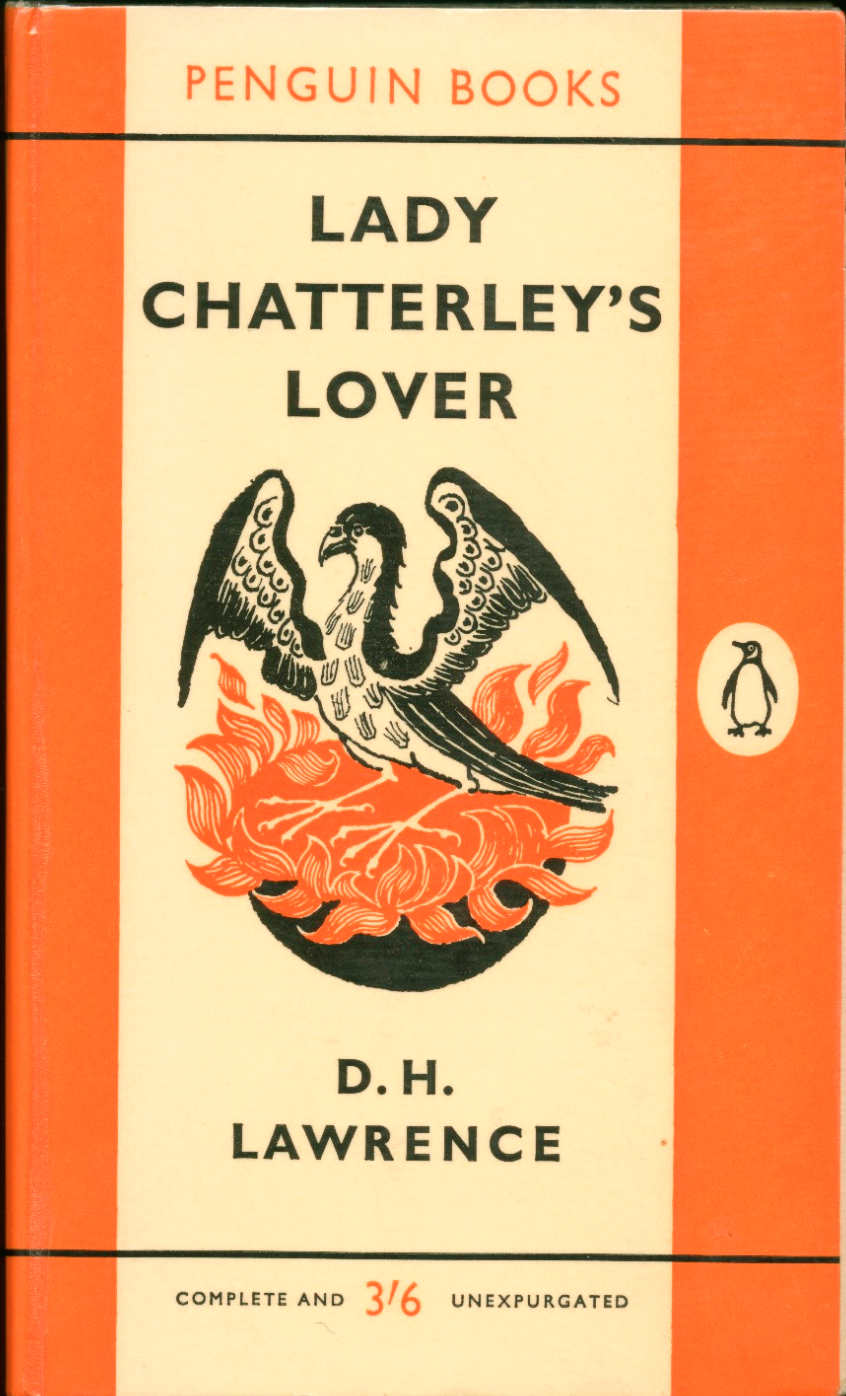 PENGUIN BOOKS
LADY
CHATTERLEY'S
LOVER
D. H.
LAWRENCE
COMPLETE AND 3'6 UNEXPURGATED